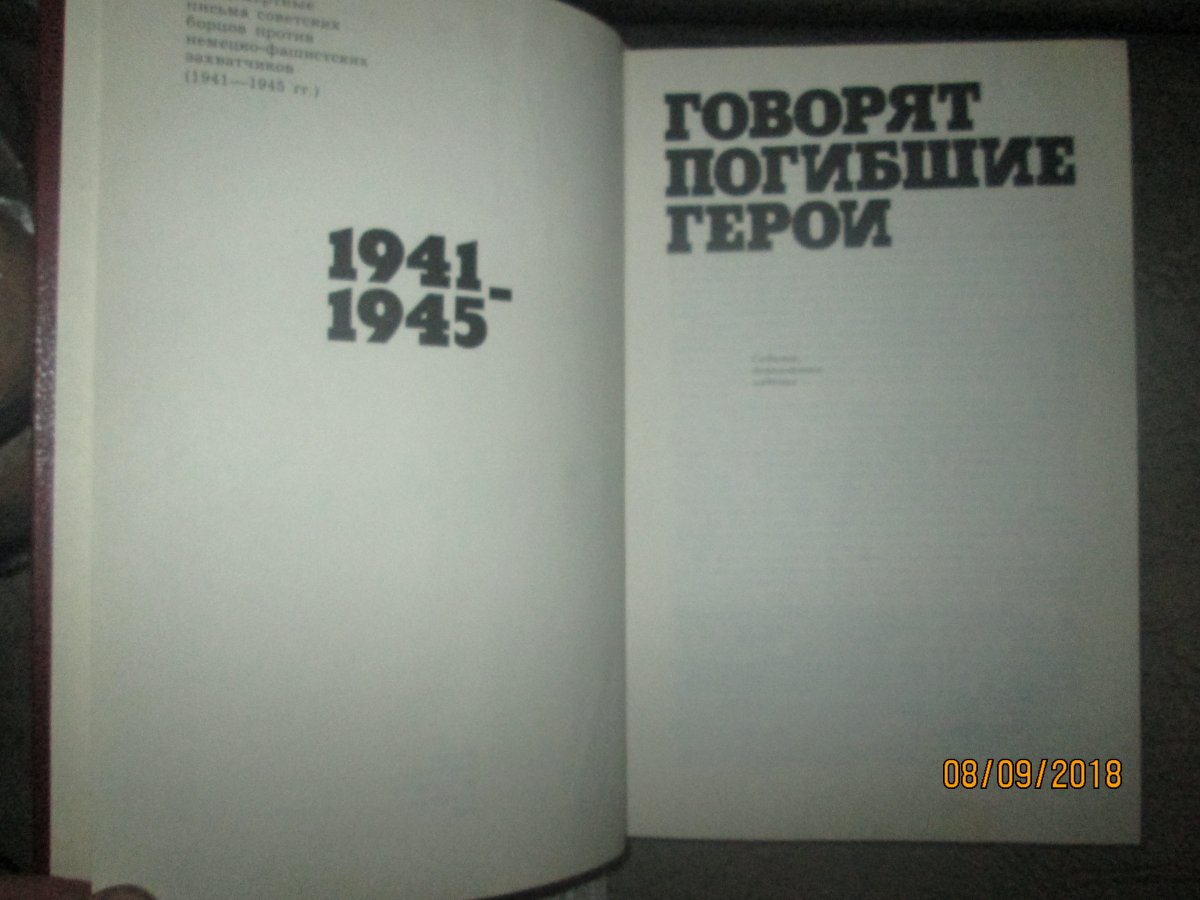 письма советских
борцов против
немецко-фашистских
захватчиков
(1941—1945 гг.)
1941-
1945
ГОВОРЯТ
ПОГИБШИЕ
ГЕРОИ
08/09/2018